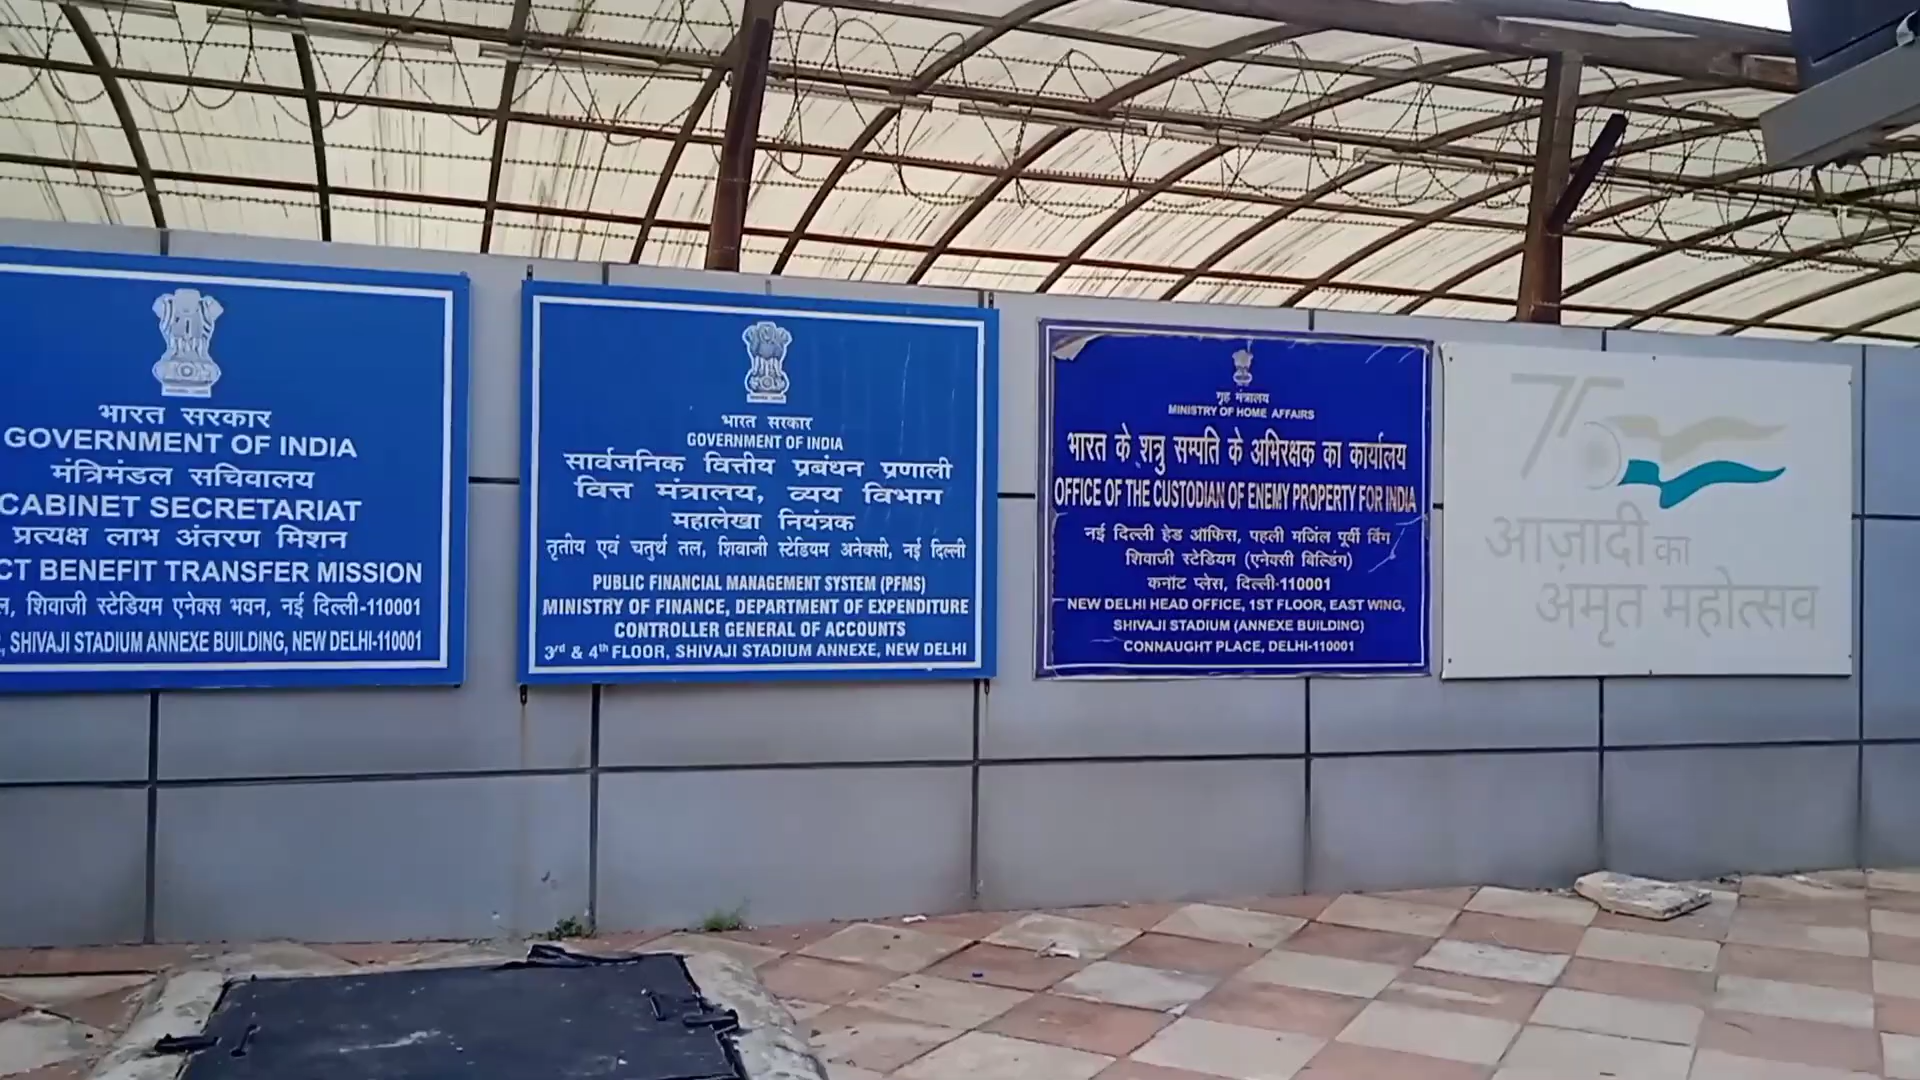 भारत सरकार
GOVERNMENT OF INDIA
मंत्रिमंडल सचिवालय
CABINET SECRETARIAT
प्रत्यक्ष लाभ अंतरण मिशन
BENEFIT TRANSFER MISSION
शिवाजी स्टेडियम एनेक्स भवन, नई दिल्ली-110001
SHIVAJI STADIUM ANNEXE BUILDING, NEW DELHI-110001
भारत सरकार
GOVERNMENT OF INDIA
सार्वजनिक वित्तीय प्रबंधन प्रणाली
वित्त मंत्रालय, व्यय विभाग
महालेखा नियंत्रक
तृतीय एवं चतुर्थ तल, शिवाजी स्टेडियम अनेक्सी, नई दिल्ली
PUBLIC FINANCIAL MANAGEMENT SYSTEM (PFMS)
MINISTRY OF FINANCE, DEPARTMENT OF EXPENDITURE
CONTROLLER GENERAL OF ACCOUNTS
3rd & 4th FLOOR, SHIVAJI STADIUM ANNEXE, NEW DELHI
गृह मंत्रालय
MINISTRY OF HOME AFFAIRS
भारत के शत्रु सम्पति के अभिरक्षक का कार्यालय
OFFICE OF THE CUSTODIAN OF ENEMY PROPERTY FOR INDIA
नई दिल्ली हेड ऑफिस, पहली मजिंल पूर्वी विंग
शिवाजी स्टेडियम (एनेक्सी बिल्डिंग)
कनॉट प्लेस, दिल्ली-110001
NEW DELHI HEAD OFFICE, 1ST FLOOR, EAST WING,
SHIVAJI STADIUM (ANNEXE BUILDING)
CONNAUGHT PLACE, DELHI-110001
75
आज़ादी का
अमृत महोत्सव